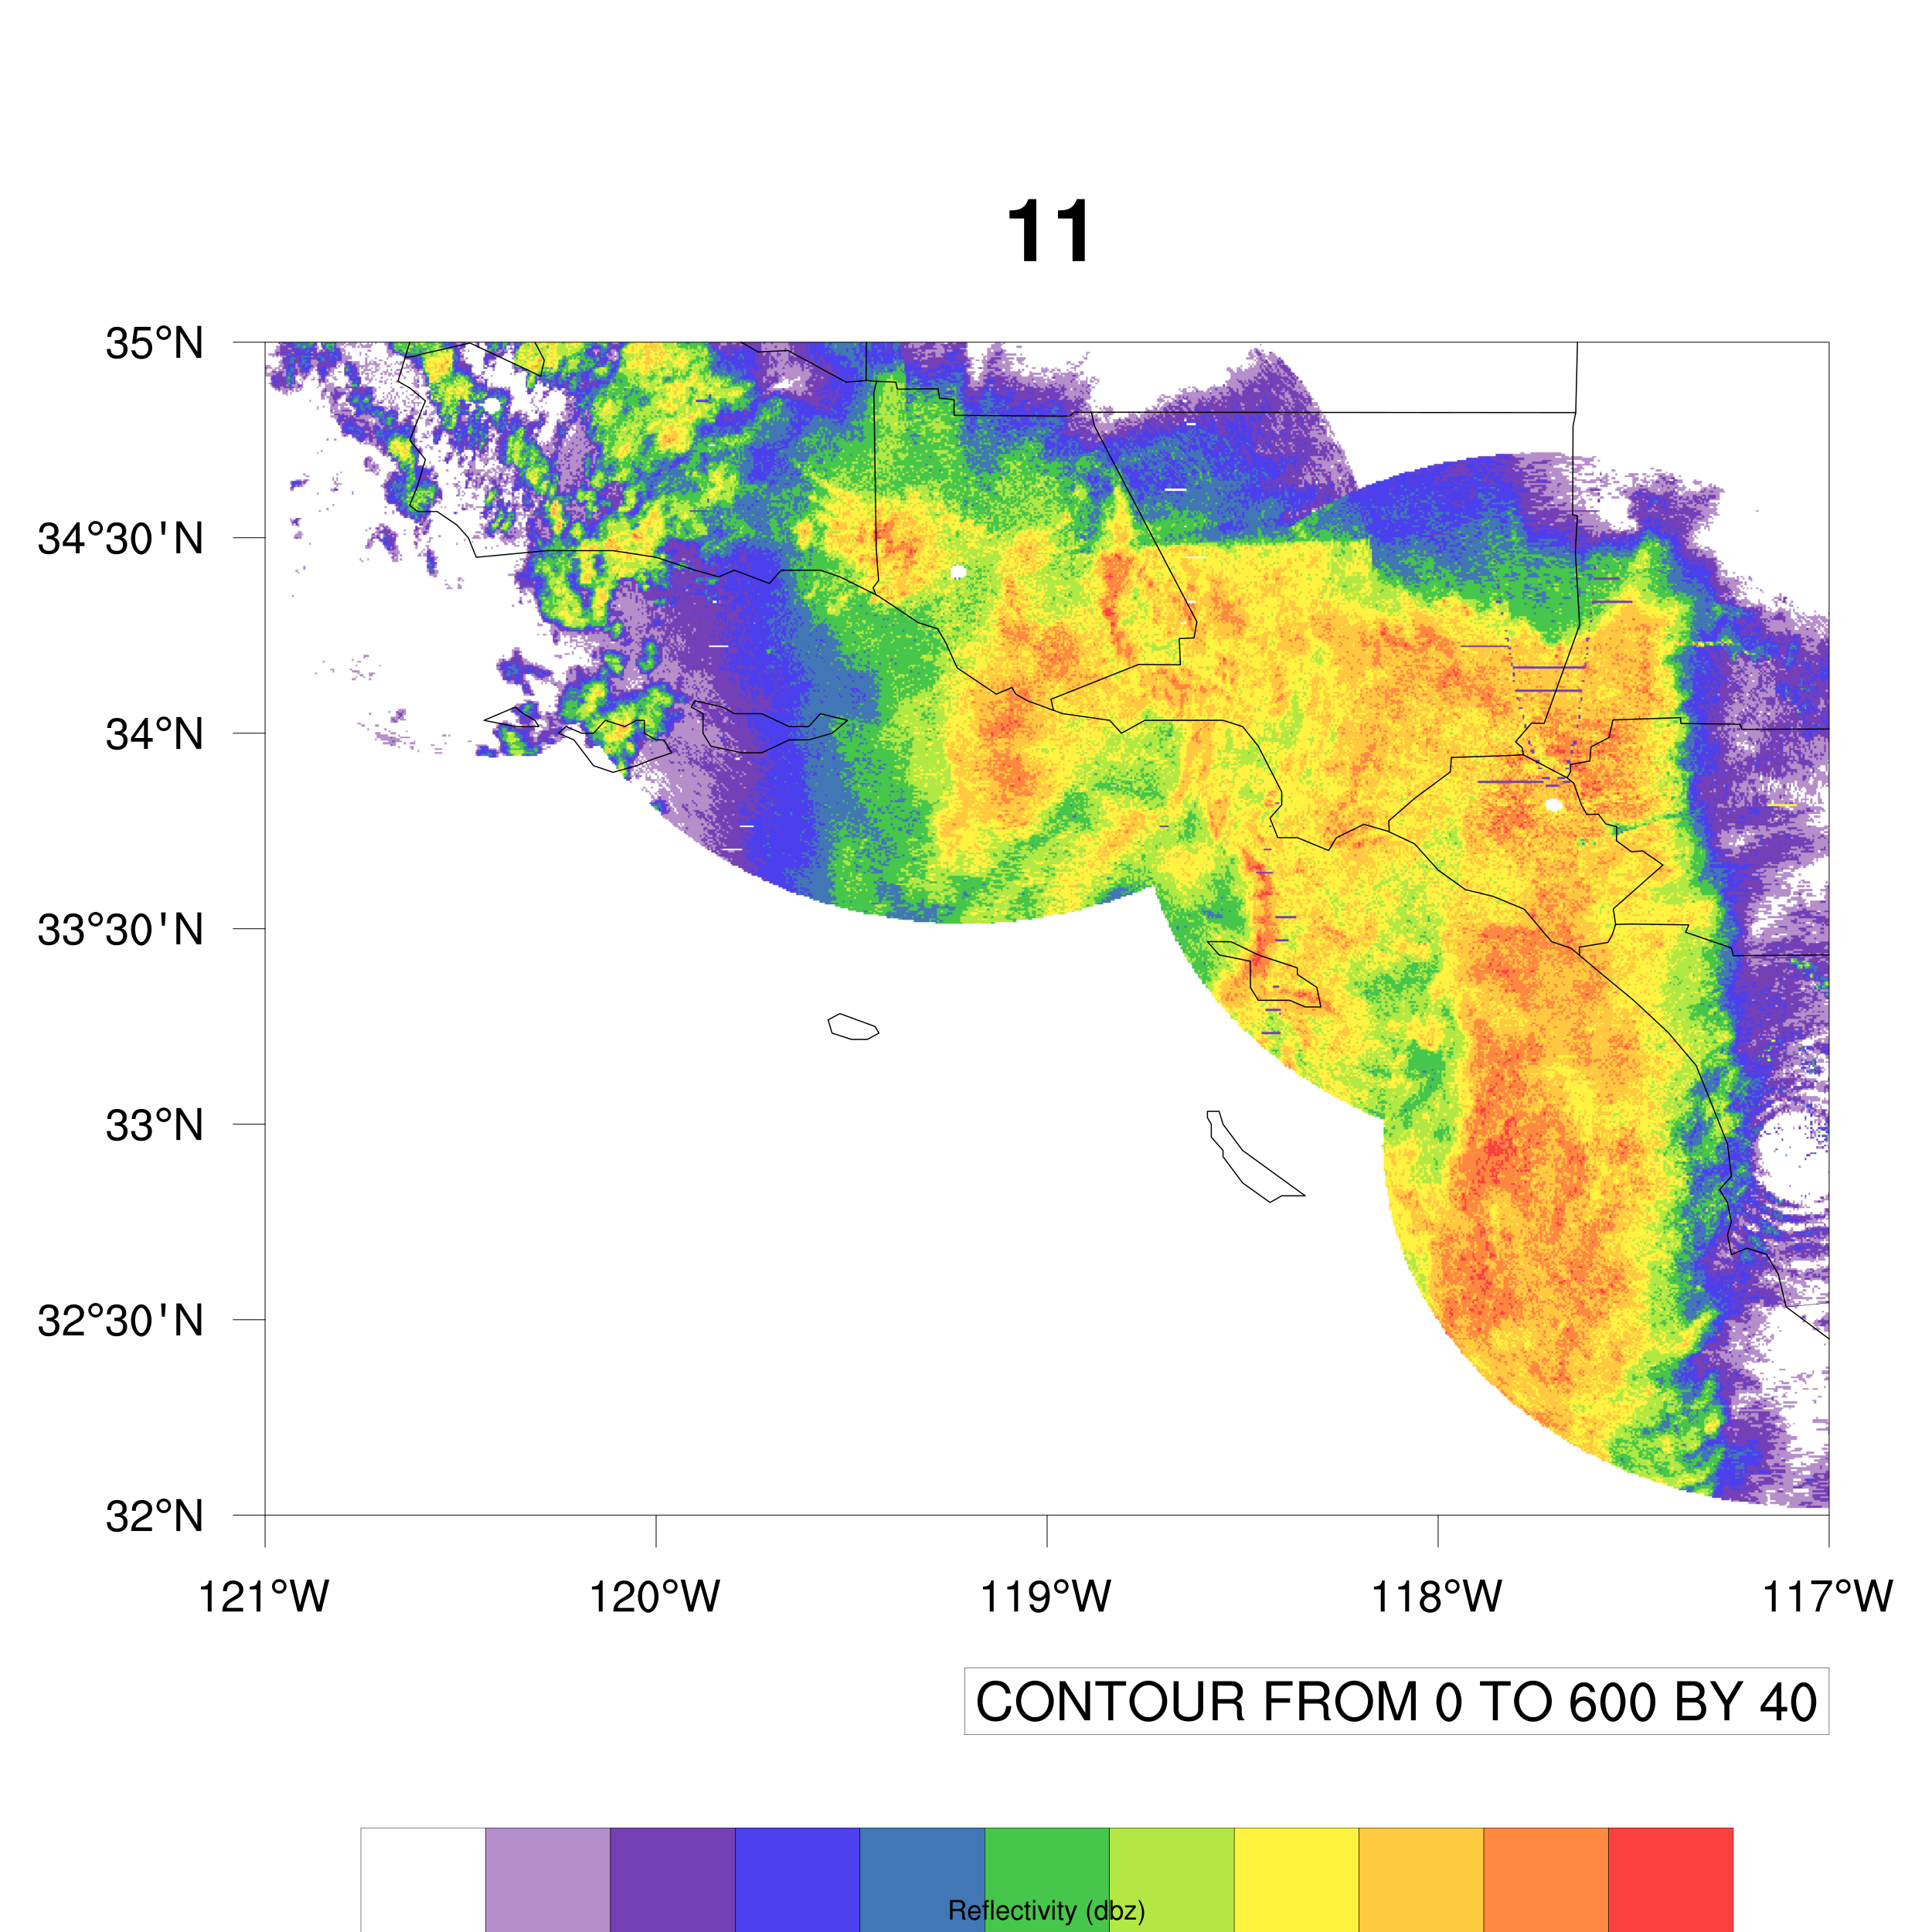 11
35°N
34°30'N
34°N
33°30'N
33°N
32°30'N
32°N
121°W 120°W 119°W 118°W 117°W
CONTOUR FROM 0 TO 600 BY 40
Reflectivity (dbz)